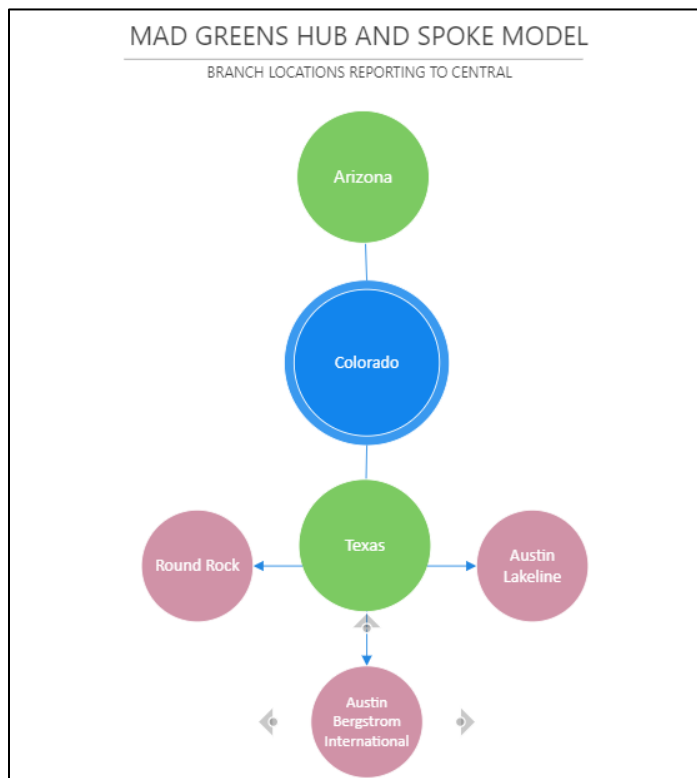 MAD GREENS HUB AND SPOKE MODEL
BRANCH LOCATIONS REPORTING TO CENTRAL
Arizona
Colorado
Texas
Round Rock
Austin
Lakeline
Austin
Bergstrom
International